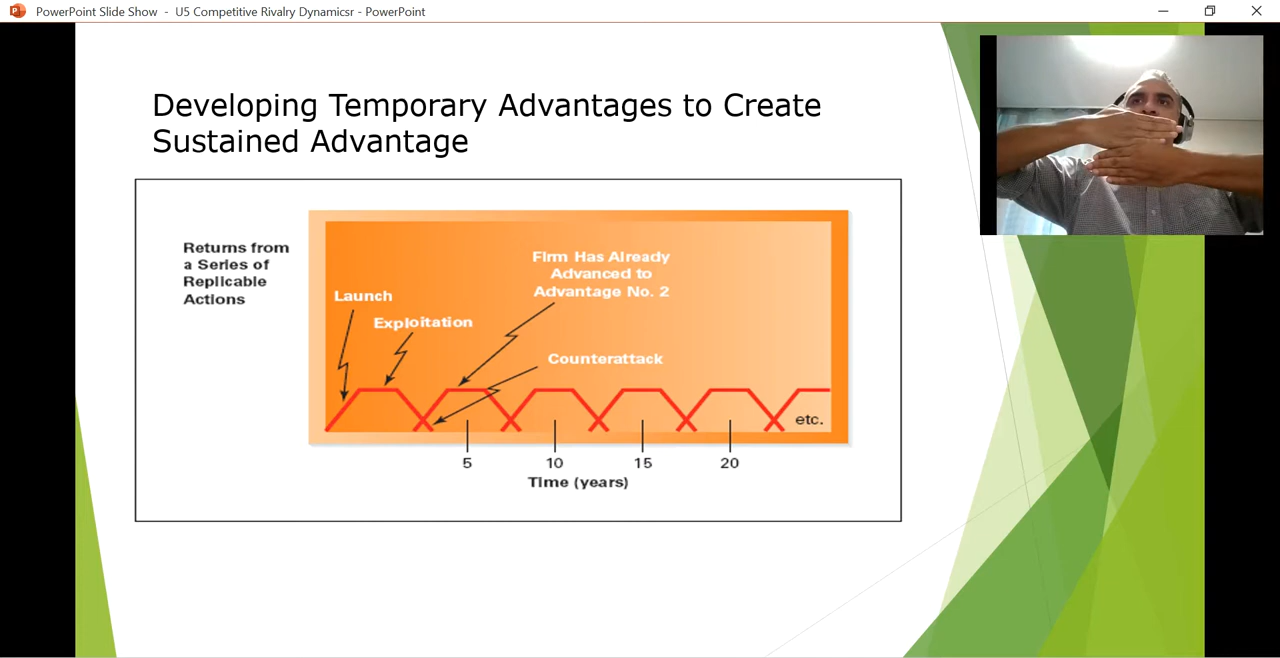 PowerPoint Slide Show - U5 Competitive Rivalry Dynamicsr - PowerPoint
Developing Temporary Advantages to Create
Sustained Advantage
Returns from
a Series of
Replicable
Actions
Launch
Exploitation
Firm Has Already
Advanced to
Advantage No. 2
Counterattack
etc.
5 10 15 20
Time (years)